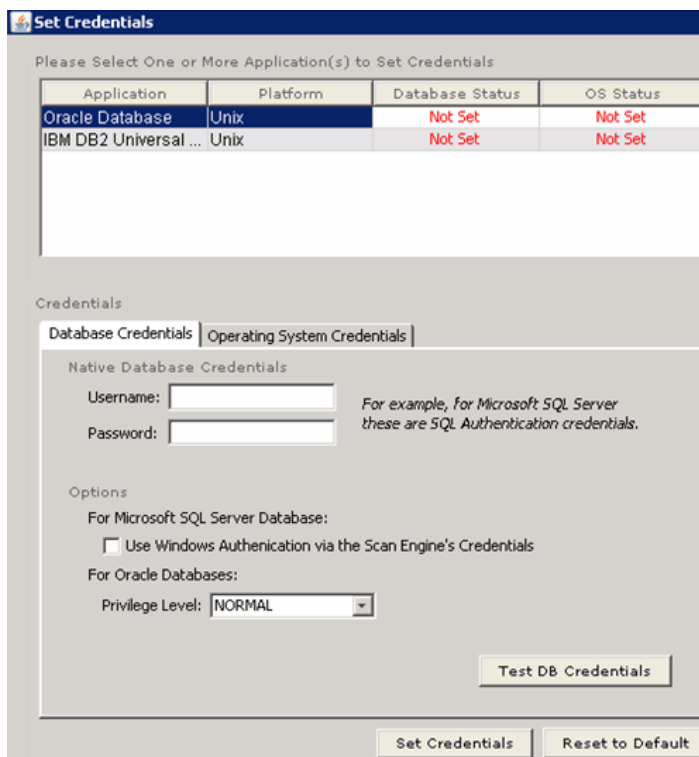 Set Credentials
Please Select One or More Application(s) to Set Credentials
Application Platform Database Status OS Status
Oracle Database Unix Not Set Not Set
IBM DB2 Universal ... Unix Not Set Not Set
Credentials
Database Credentials Operating System Credentials
Native Database Credentials
Username:
For example, for Microsoft SQL Server
Password:
these are SQL Authentication credentials.
Options
For Microsoft SQL Server Database:
Use Windows Authenication via the Scan Engine's Credentials
For Oracle Databases:
Privilege Level: NORMAL
Test DB Credentials
Set Credentials Reset to Default